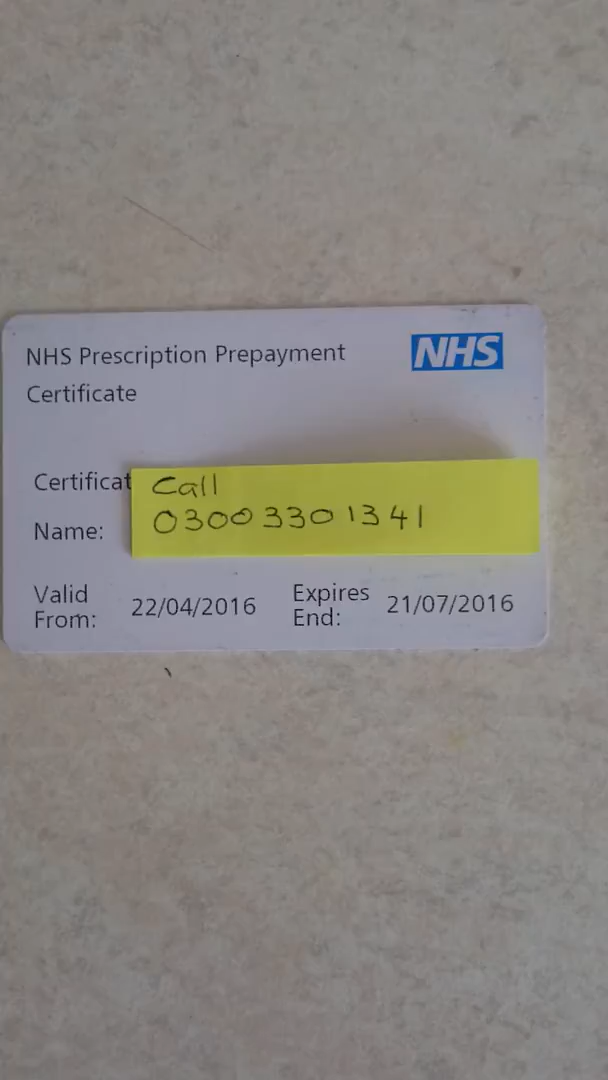 NHS Prescription Prepayment NHS
Certificate
Certificat Call
Name: 03003301341
Valid From: 22/04/2016 Expires End: 21/07/2016